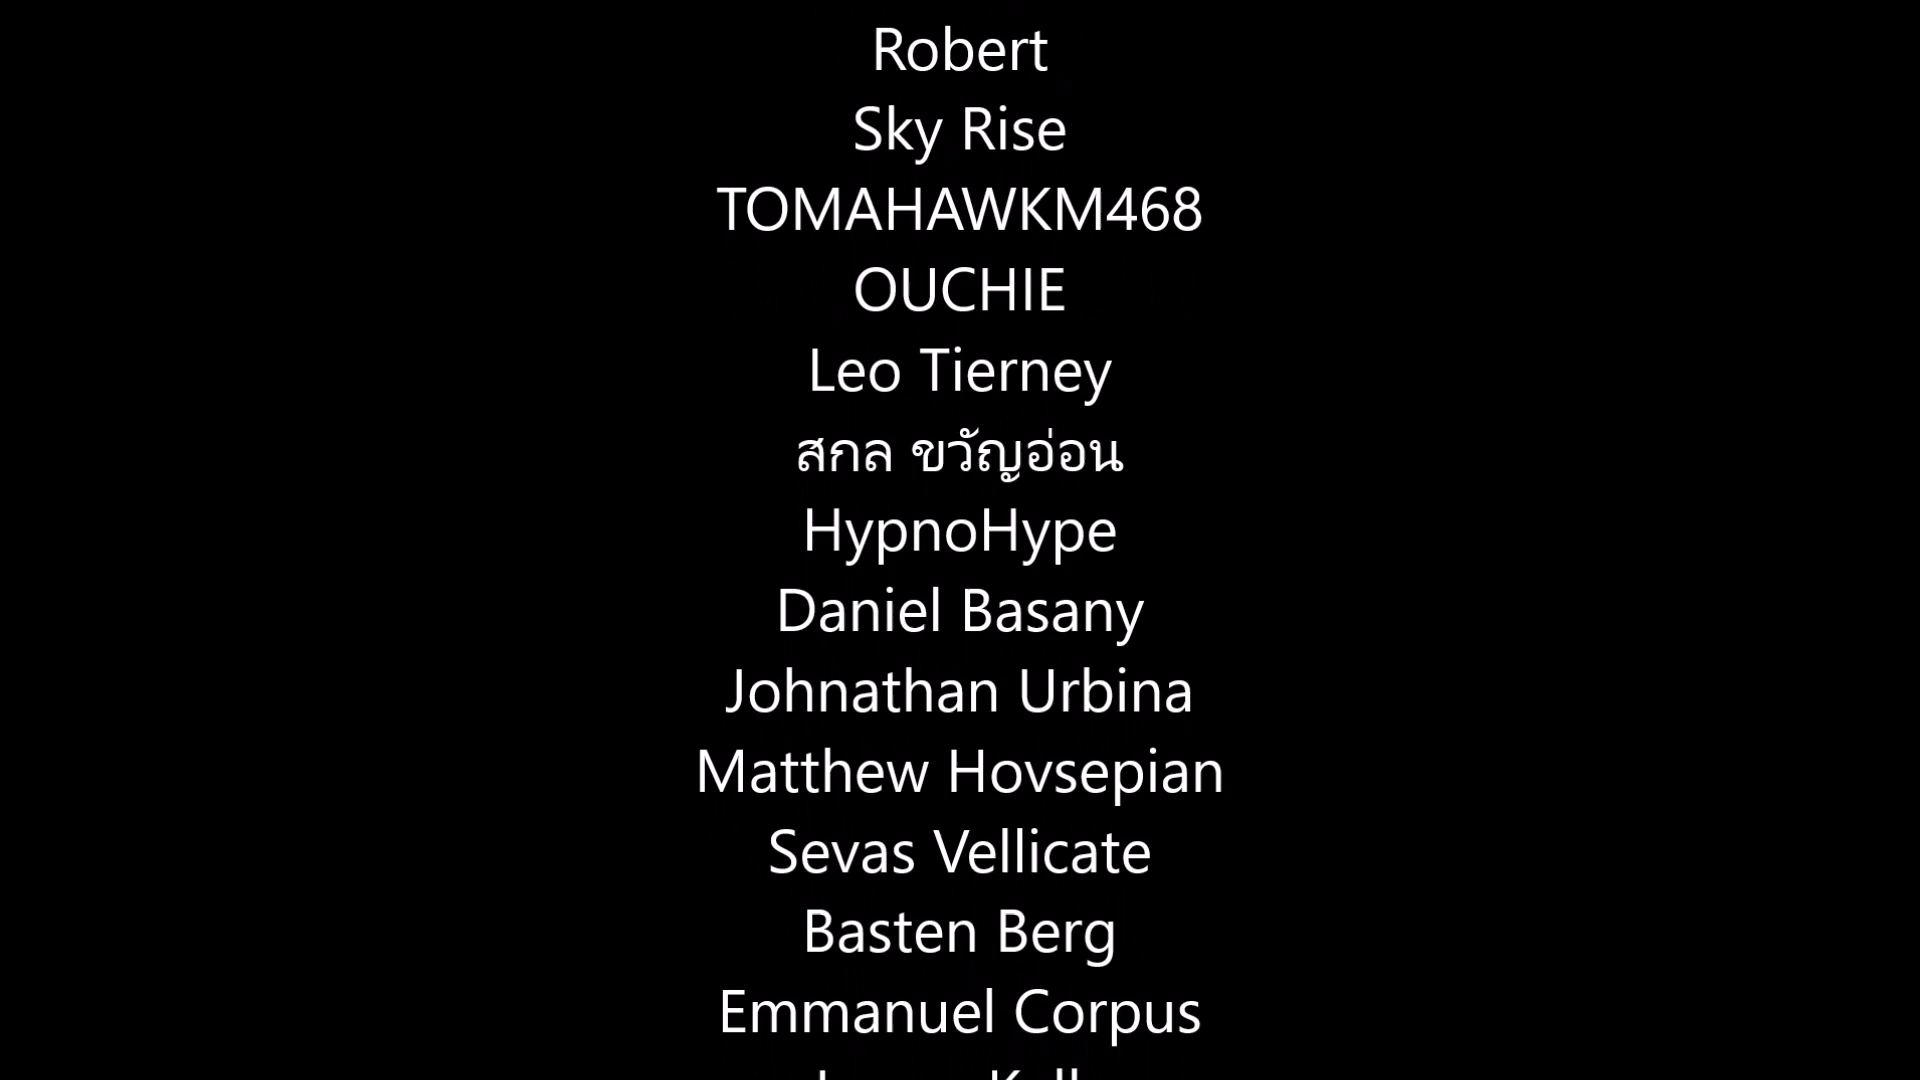 Robert
Sky Rise
TOMAHAWKM468
OUCHIE
Leo Tierney
สกล ขวัญอ่อน
HypnoHype
Daniel Basany
Johnathan Urbina
Matthew Hovsepian
Sevas Vellicate
Basten Berg
Emmanuel Corpus